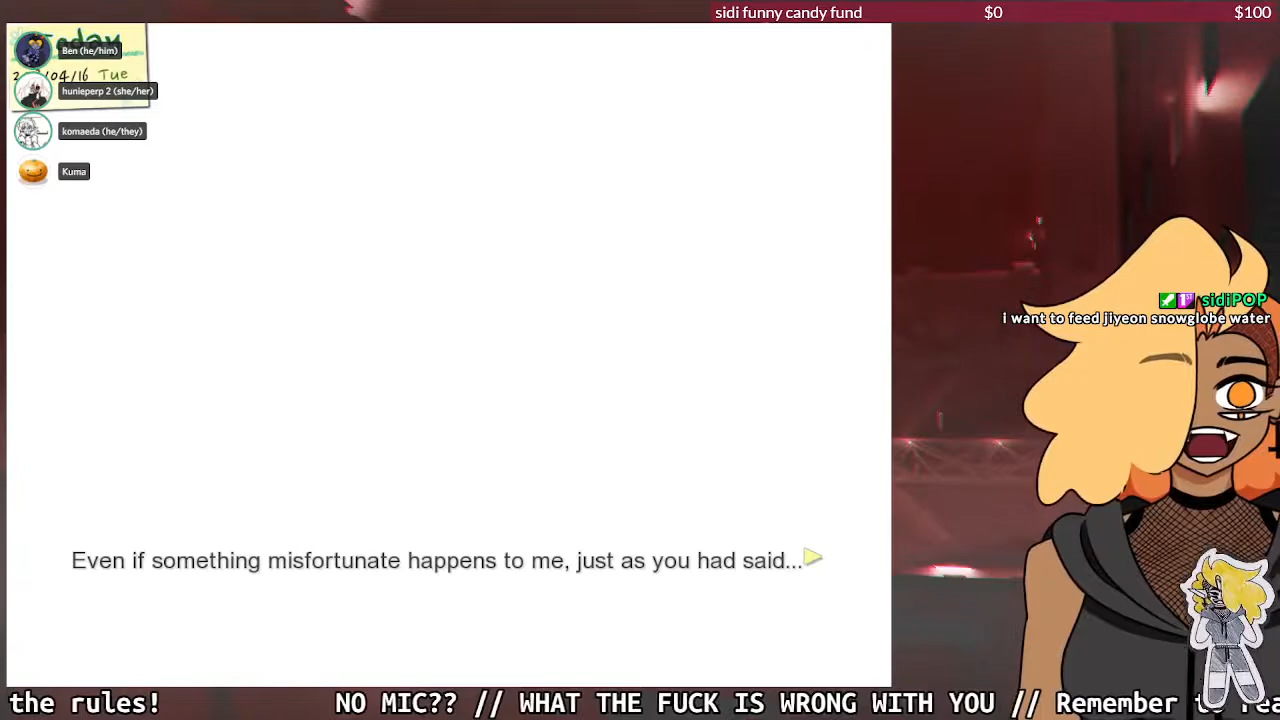 sidi funny candy fund $0 $100
Today
Ben (he/him)
/04/16 Tue
hunieperp 2 (she/her)
komaeda (he/they)
Kuma
sidiPOP
i want to feed jiyeon snowglobe water
Even if something misfortunate happens to me, just as you had said...
the rules! NO MIC?? // WHAT THE FUCK IS WRONG WITH YOU // Remember